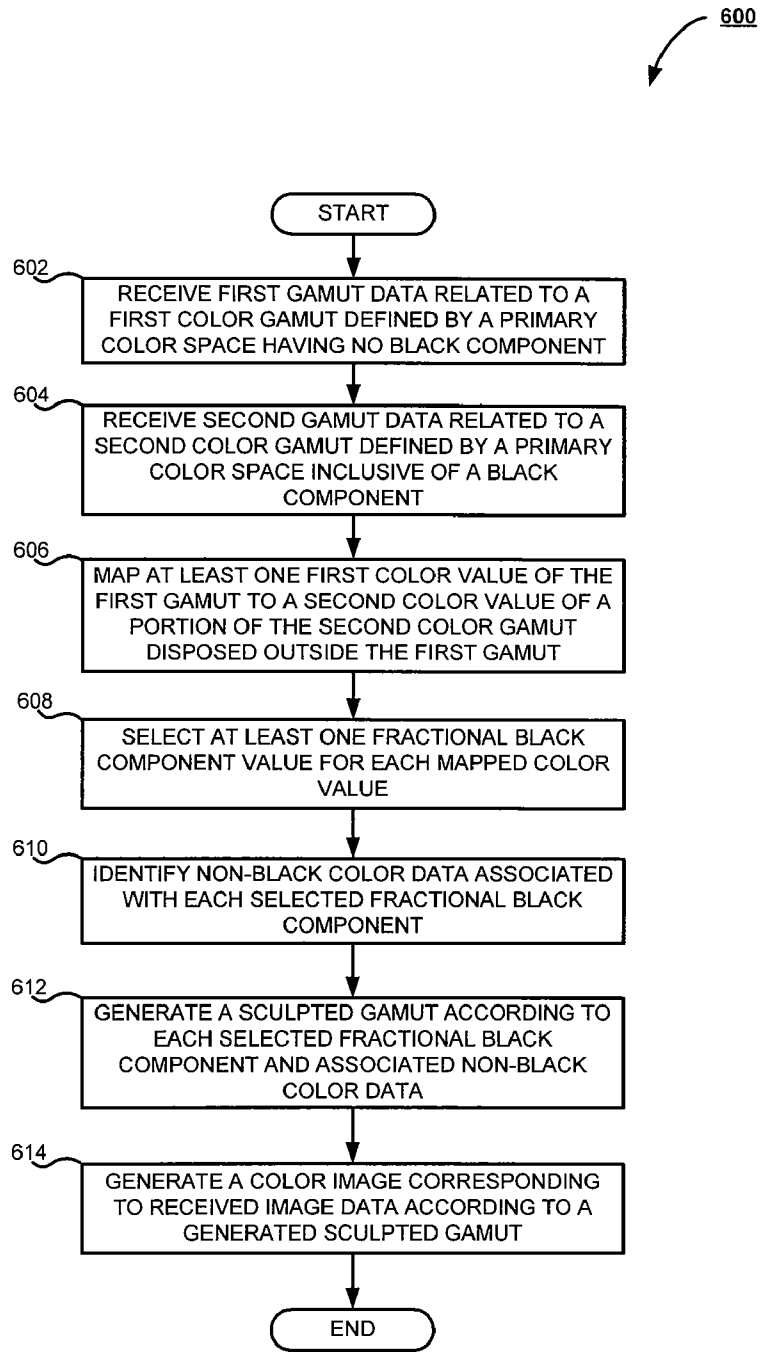 600
START
602
RECEIVE FIRST GAMUT DATA RELATED TO A
FIRST COLOR GAMUT DEFINED BY A PRIMARY
COLOR SPACE HAVING NO BLACK COMPONENT
604
RECEIVE SECOND GAMUT DATA RELATED TO A
SECOND COLOR GAMUT DEFINED BY A PRIMARY
COLOR SPACE INCLUSIVE OF A BLACK
COMPONENT
606
MAP AT LEAST ONE FIRST COLOR VALUE OF THE
FIRST GAMUT TO A SECOND COLOR VALUE OF A
PORTION OF THE SECOND COLOR GAMUT
DISPOSED OUTSIDE THE FIRST GAMUT
608
SELECT AT LEAST ONE FRACTIONAL BLACK
COMPONENT VALUE FOR EACH MAPPED COLOR
VALUE
610
IDENTIFY NON-BLACK COLOR DATA ASSOCIATED
WITH EACH SELECTED FRACTIONAL BLACK
COMPONENT
612
GENERATE A SCULPTED GAMUT ACCORDING TO
EACH SELECTED FRACTIONAL BLACK
COMPONENT AND ASSOCIATED NON-BLACK
COLOR DATA
614
GENERATE A COLOR IMAGE CORRESPONDING
TO RECEIVED IMAGE DATA ACCORDING TO A
GENERATED SCULPTED GAMUT
END